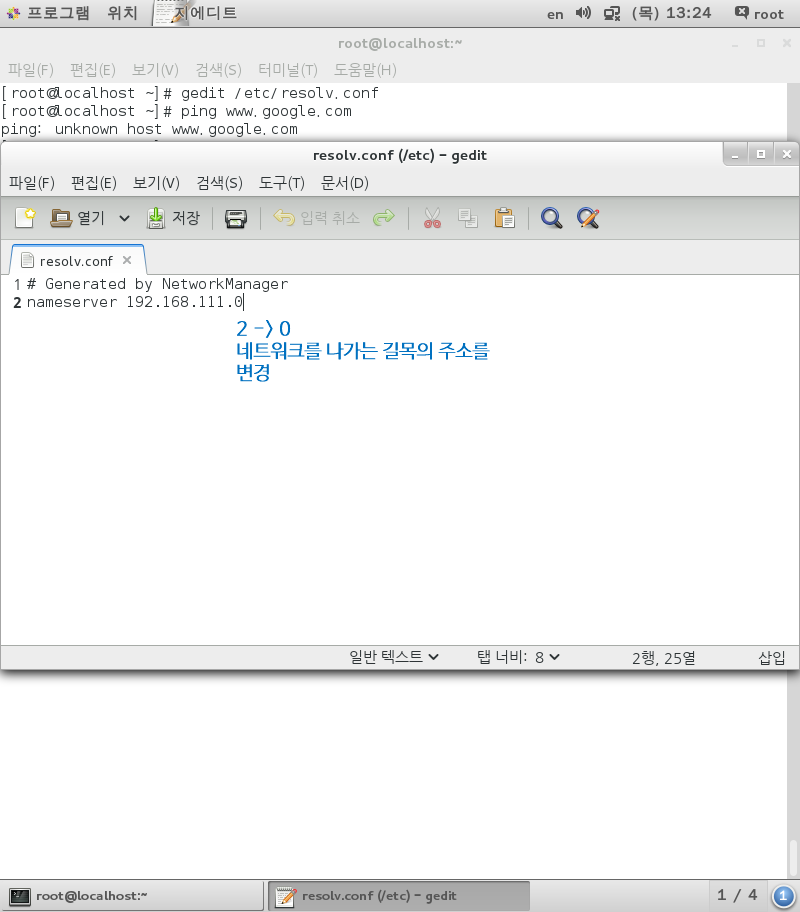 프로그램 위치 지에디트 en (목) 13:24 root
root@localhost:~
파일(F) 편집(E) 보기(V) 검색(S) 터미널(T) 도움말(H)
[root@localhost ~]# gedit /etc/resolv.conf
[root@localhost ~]# ping www.google.com
ping: unknown host www.google.com
resolv.conf (/etc) - gedit
파일(F) 편집(E) 보기(V) 검색(S) 도구(T) 문서(D)
열기 저장 입력 취소
resolv.conf
1 # Generated by NetworkManager
2 nameserver 192.168.111.0
2 -> 0
네트워크를 나가는 길목의 주소를
변경
일반 텍스트 탭 너비: 8 2행, 25열 삽입
root@localhost:~ resolv.conf (/etc) - gedit 1 / 4 1